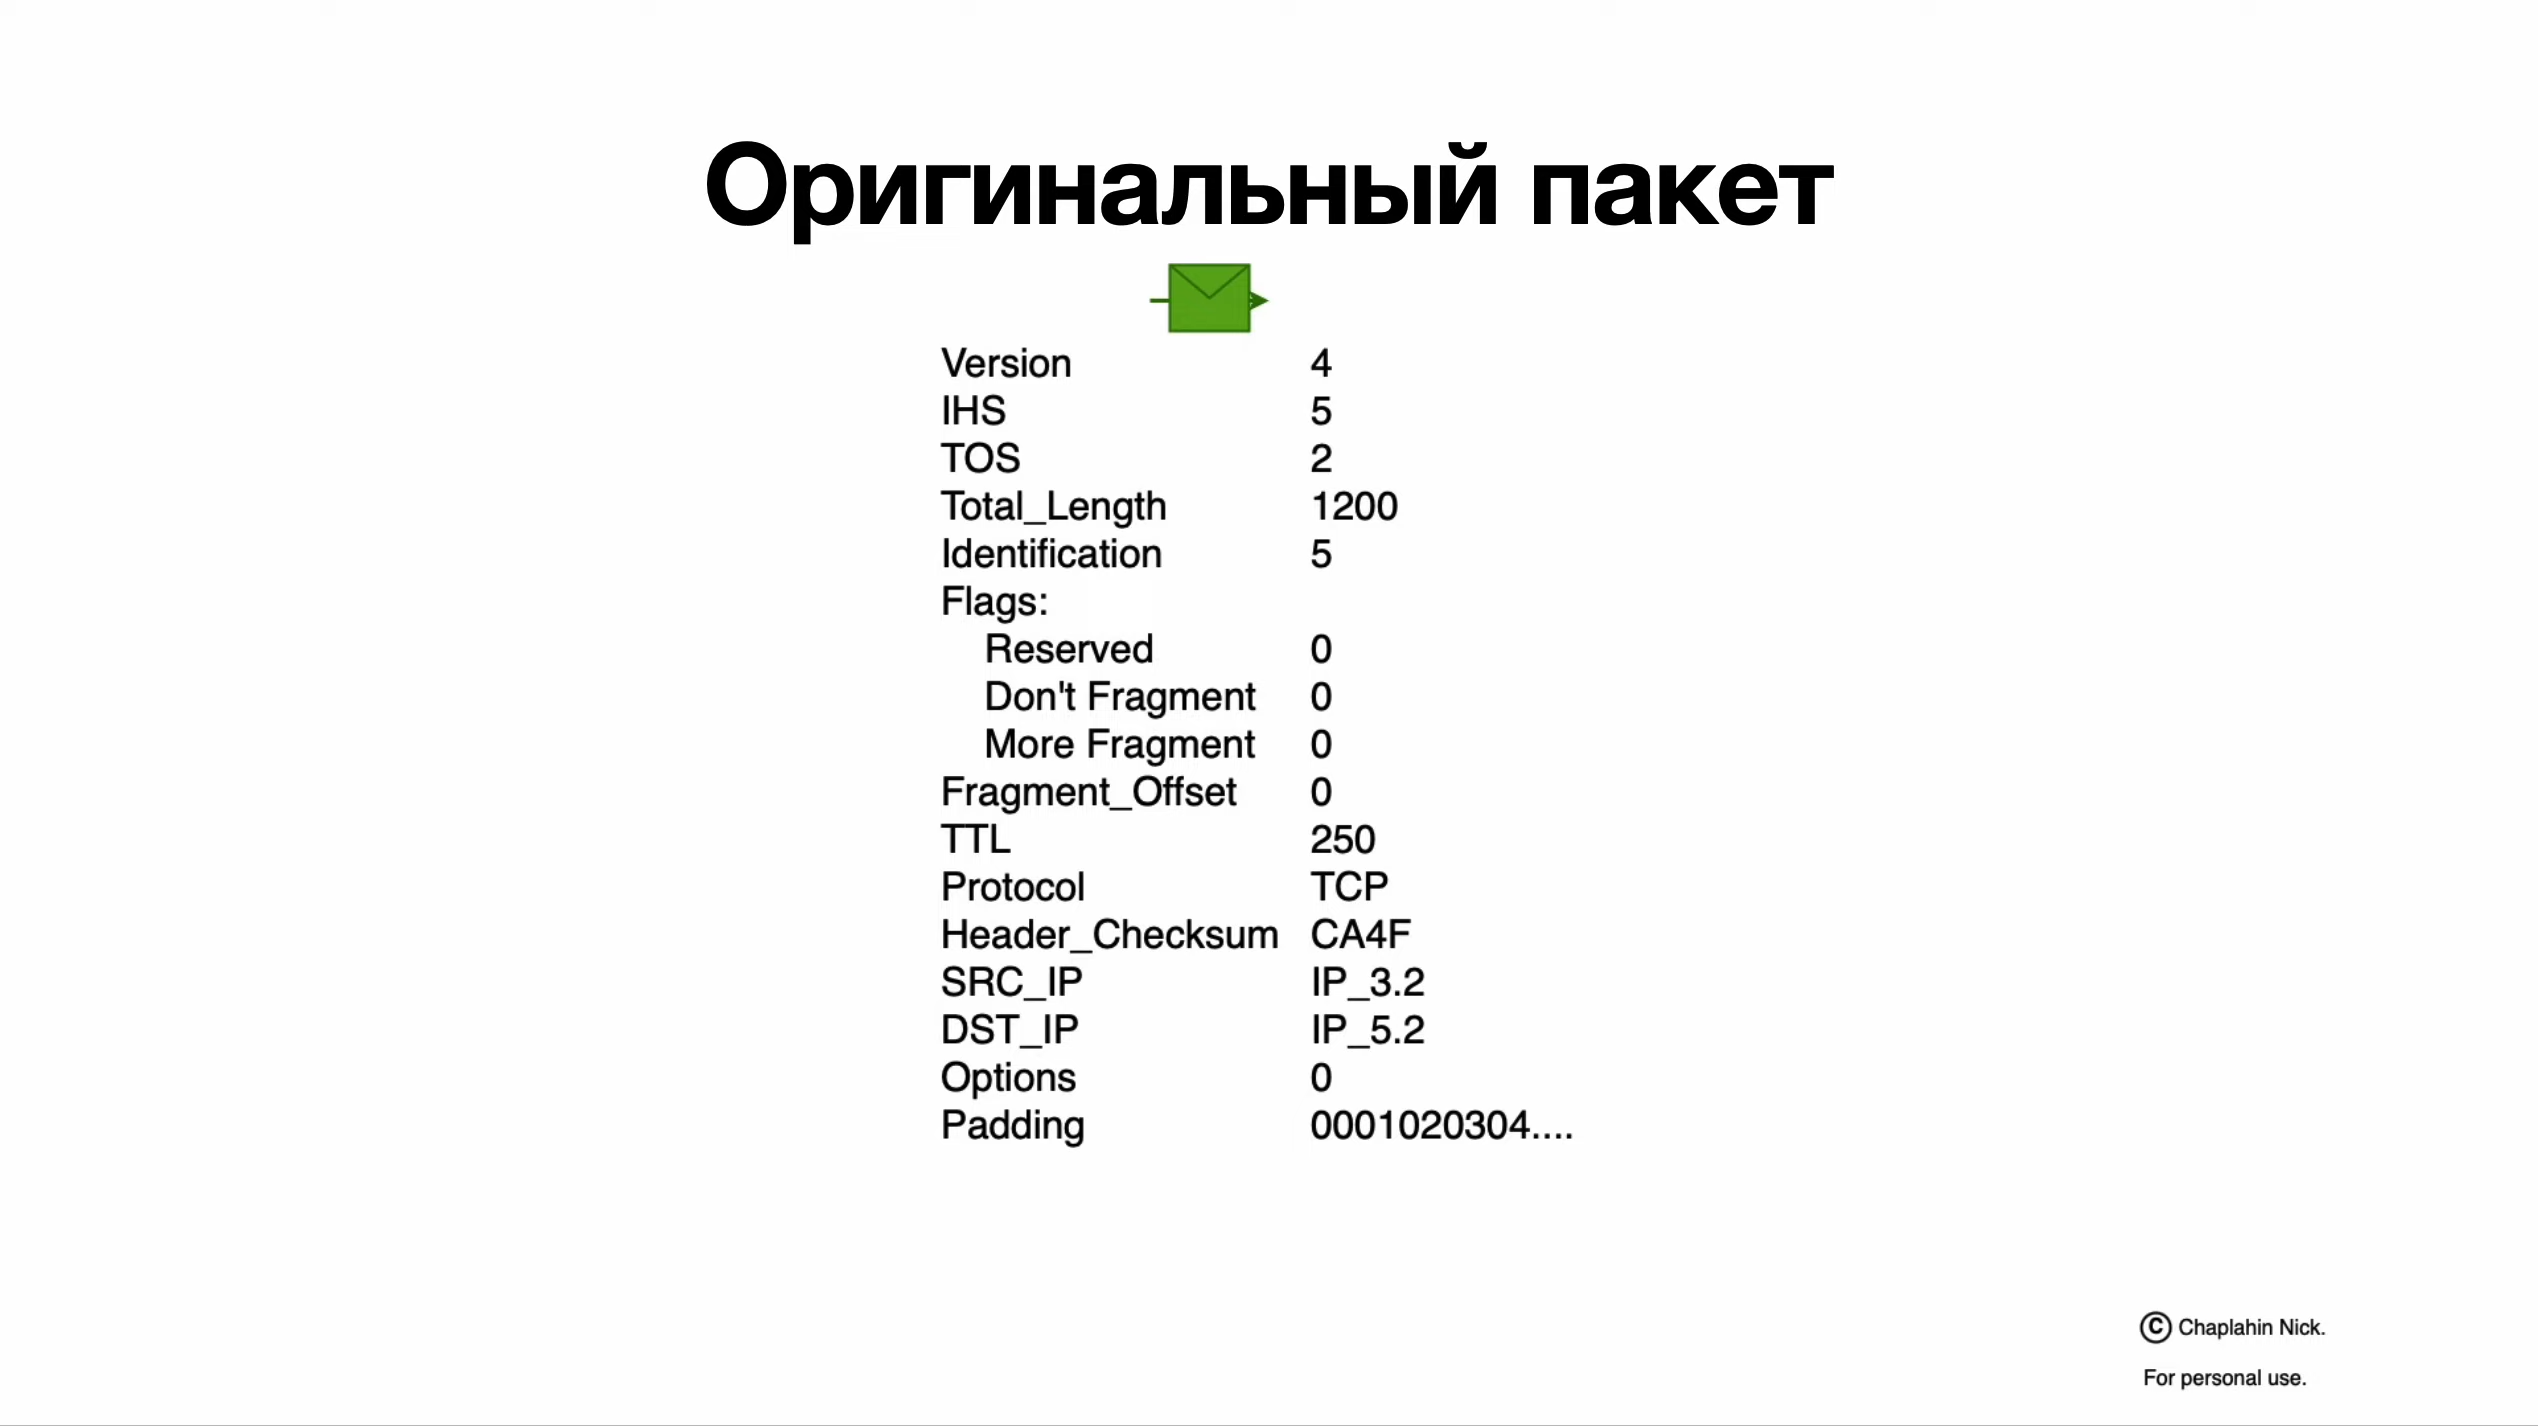 Оригинальный пакет
Version 4
IHS 5
TOS 2
Total_Length 1200
Identification 5
Flags:
Reserved 0
Don't Fragment 0
More Fragment 0
Fragment_Offset 0
TTL 250
Protocol TCP
Header_Checksum CA4F
SRC_IP IP_3.2
DST_IP IP_5.2
Options 0
Padding 0001020304....
© Chaplahin Nick.
For personal use.